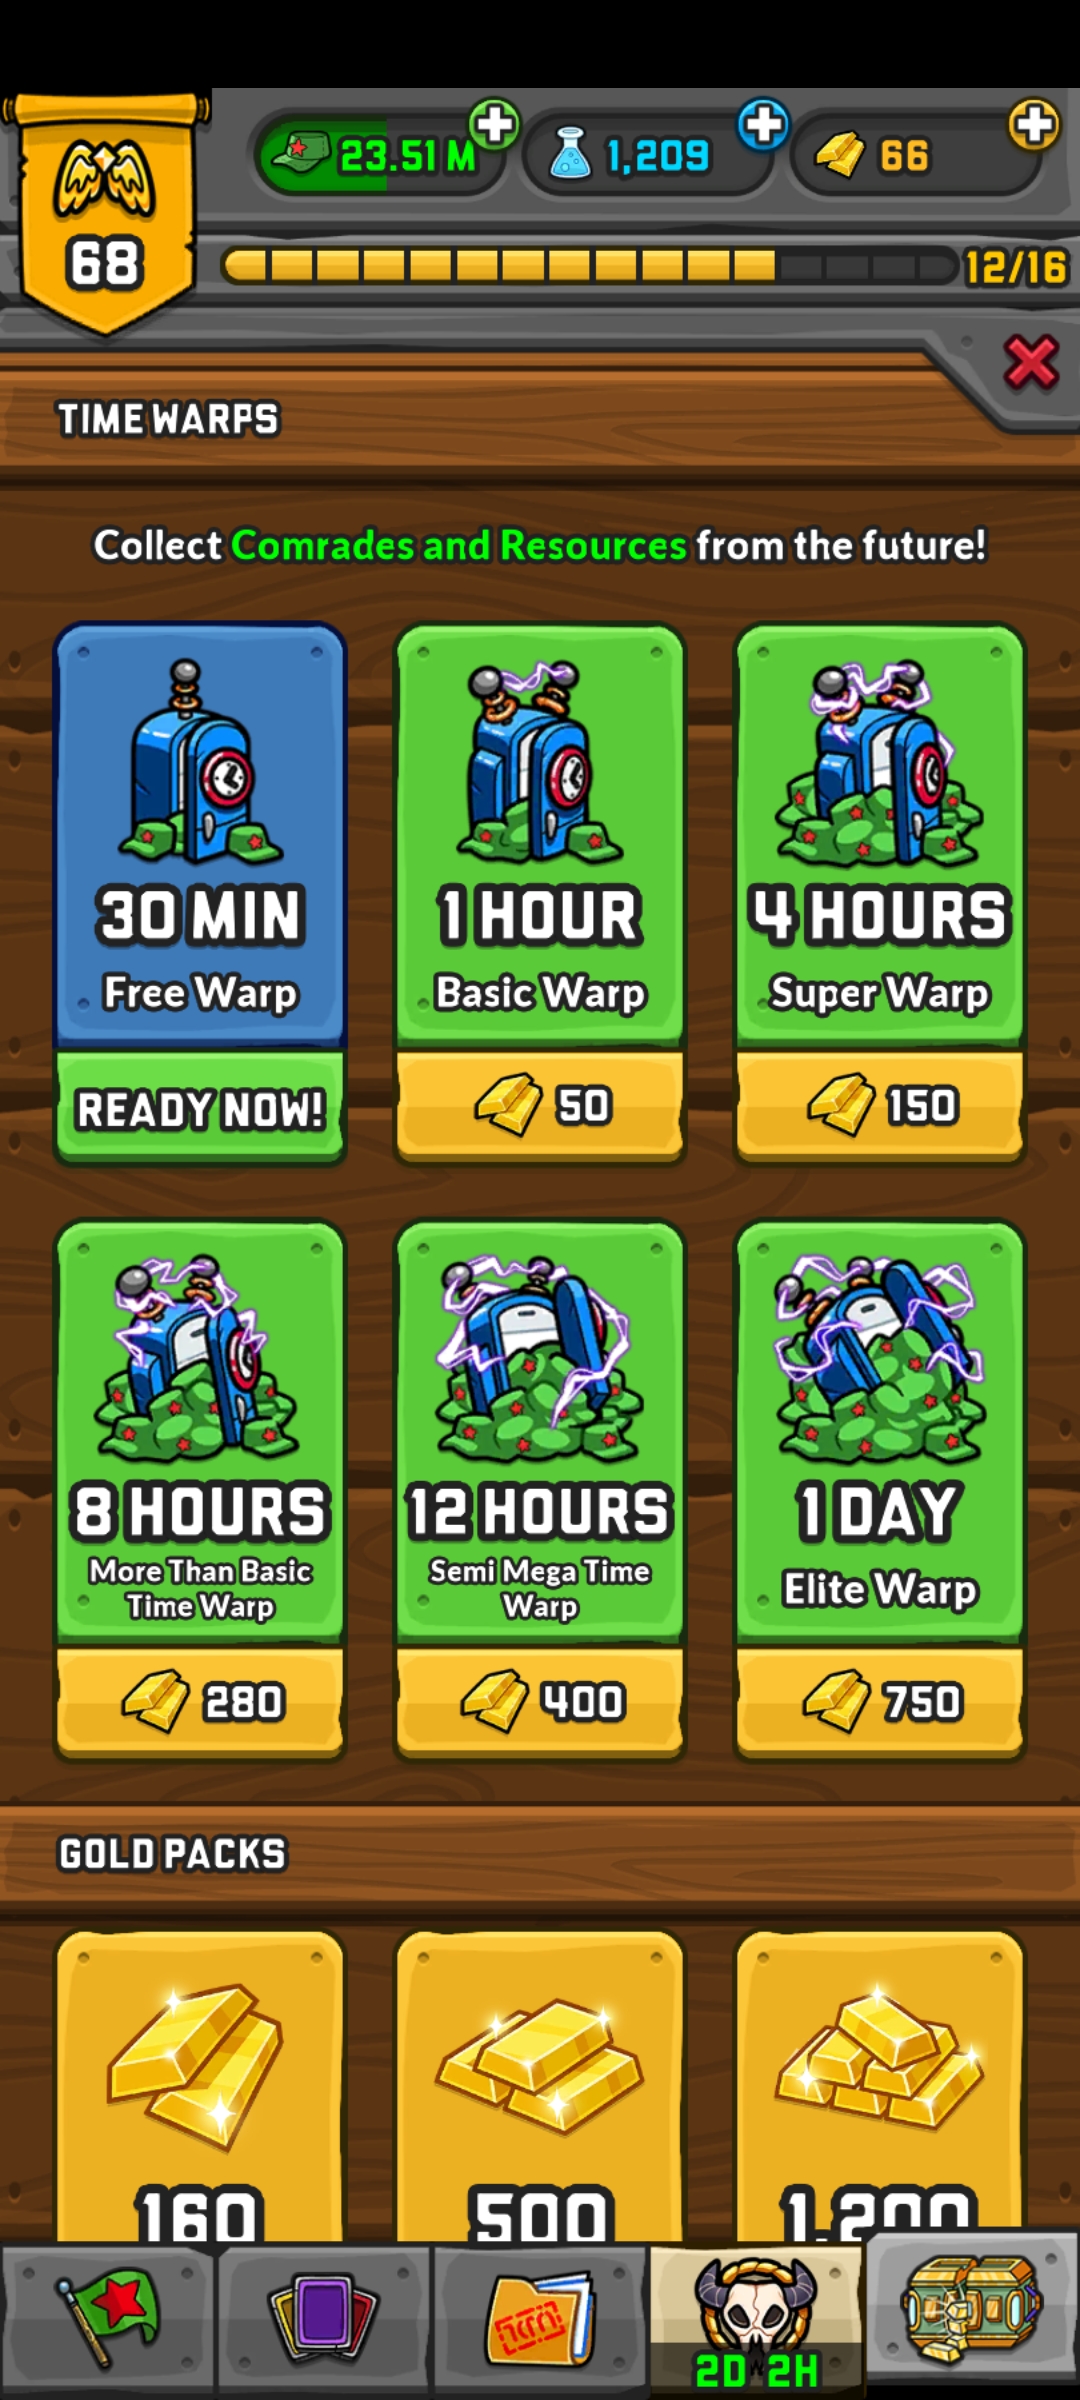 23.51 M
1,209
66
68
12/16
TIME WARPS
Collect Comrades and Resources from the future!
30 MIN
Free Warp
READY NOW!
1 HOUR
Basic Warp
50
4 HOURS
Super Warp
150
8 HOURS
More Than Basic
Time Warp
280
12 HOURS
Semi Mega Time
Warp
400
1 DAY
Elite Warp
750
GOLD PACKS
160
500
1,200
2D 2H